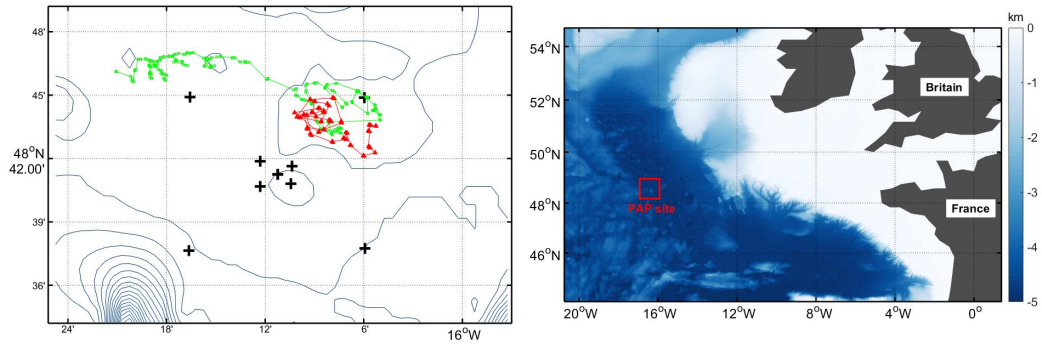 48'
45'
48°N
42.00'
39'
36'
24'
18'
12'
6'
16°W
54°N
52°N
50°N
48°N
46°N
20°W
16°W
12°W
8°W
4°W
0°
Britain
France
PAP site
km
0
-1
-2
-3
-4
-5